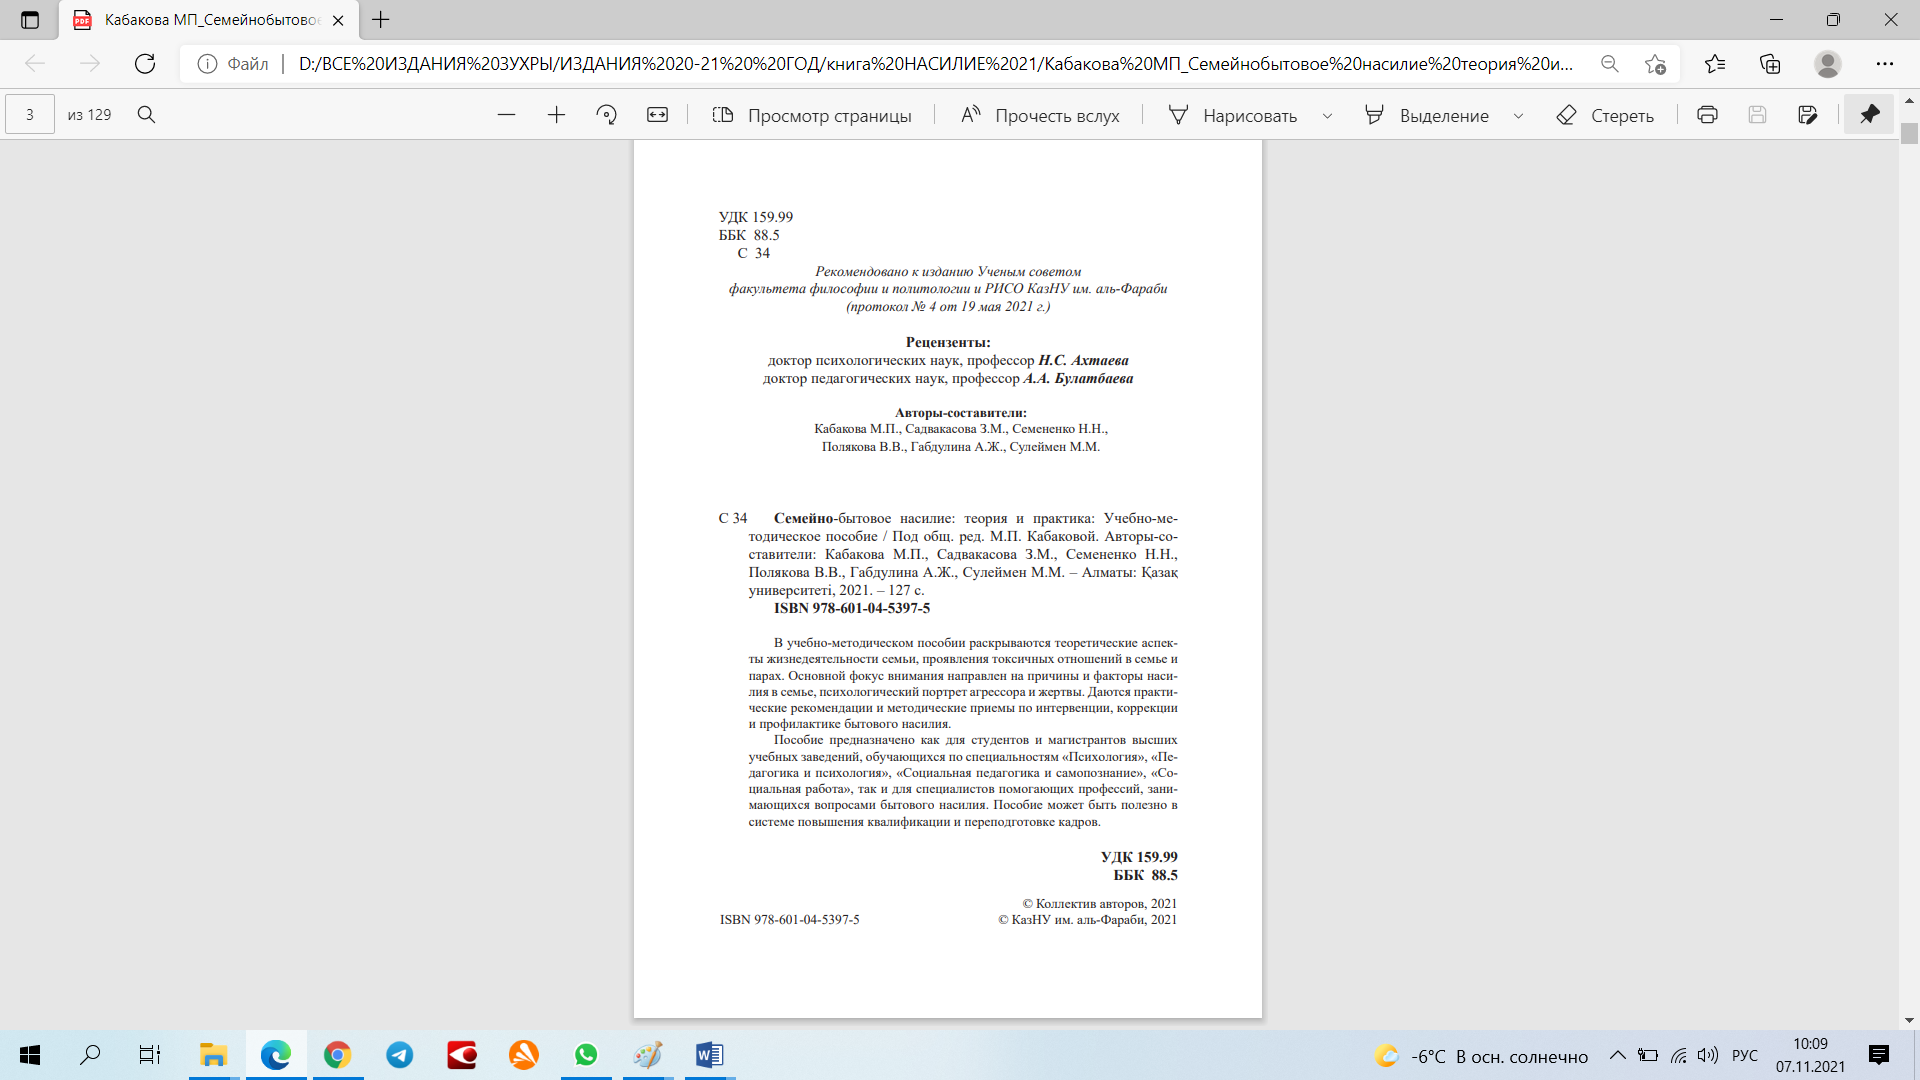 Кабакова МП_Семейнобытовое
Файл
D:/ВСЕ%20ИЗДАНИЯ%20ЗУХРЫ/ИЗДАНИЯ%2020-21%20%20ГОД/книга%20НАСИЛИЕ%2021/Кабакова%20МП_Семейнобытовое%20насилие%20теория%20и...
3 из 129
Просмотр страницы
Прочесть вслух
Нарисовать
Выделение
Стереть
УДК 159.99
ББК 88.5
С 34
Рекомендовано к изданию Ученым советом
факультета философии и политологии и РИСО КазНУ им. аль-Фараби
(протокол № 4 от 19 мая 2021 г.)
Рецензенты:
доктор психологических наук, профессор Н.С. Ахтаева
доктор педагогических наук, профессор А.А. Булатбаева
Авторы-составители:
Кабакова М.П., Садвакасова З.М., Семененко Н.Н.,
Полякова В.В., Габдулина А.Ж., Сулеймен М.М.
С 34 Семейно-бытовое насилие: теория и практика: Учебно-ме-
тодическое пособие / Под общ. ред. М.П. Кабаковой. Авторы-со-
ставители: Кабакова М.П., Садвакасова З.М., Семененко Н.Н.,
Полякова В.В., Габдулина А.Ж., Сулеймен М.М. – Алматы: Қазақ
университеті, 2021. – 127 с.
ISBN 978-601-04-5397-5
В учебно-методическом пособии раскрываются теоретические аспек-
ты жизнедеятельности семьи, проявления токсичных отношений в семье и
парах. Основной фокус внимания направлен на причины и факторы наси-
лия в семье, психологический портрет агрессора и жертвы. Даются практи-
ческие рекомендации и методические приемы по интервенции, коррекции
и профилактике бытового насилия.
Пособие предназначено как для студентов и магистрантов высших
учебных заведений, обучающихся по специальностям «Психология», «Пе-
дагогика и психология», «Социальная педагогика и самопознание», «Со-
циальная работа», так и для специалистов помогающих профессий, зани-
мающихся вопросами бытового насилия. Пособие может быть полезно в
системе повышения квалификации и переподготовке кадров.
УДК 159.99
ББК 88.5
© Коллектив авторов, 2021
ISBN 978-601-04-5397-5 © КазНУ им. аль-Фараби, 2021
-6°C В осн. солнечно
РУС
10:09
07.11.2021